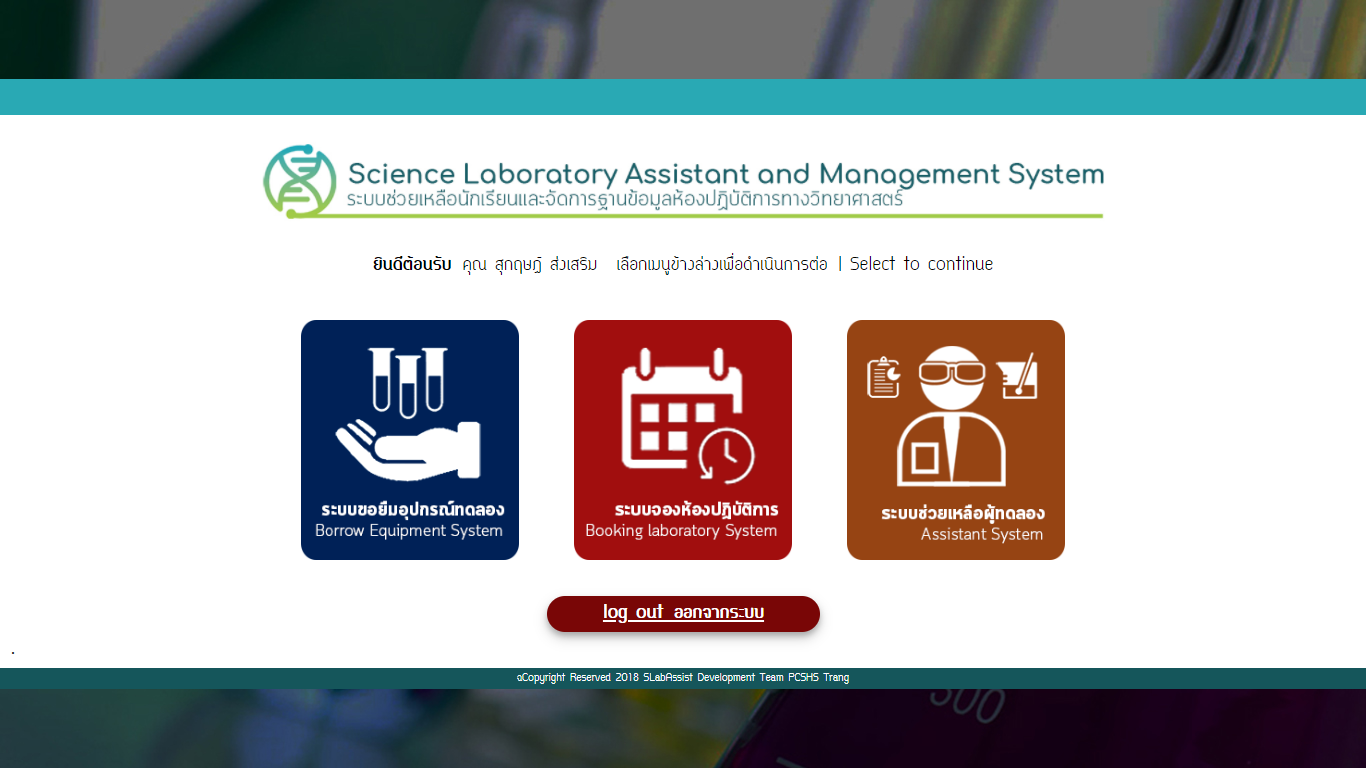 Science Laboratory Assistant and Management System
ระบบช่วยเหลือนักเรียนและจัดการฐานข้อมูลห้องปฏิบัติการทางวิทยาศาสตร์
ยินดีต้อนรับ คุณ สุกฤษฎ์ ส่งเสริม เลือกเมนูข้างล่างเพื่อดำเนินการต่อ | Select to continue
ระบบขอยืมอุปกรณ์ทดลอง
Borrow Equipment System
ระบบจองห้องปฏิบัติการ
Booking laboratory System
ระบบช่วยเหลือผู้ทดลอง
Assistant System
log out ออกจากระบบ
.
aCopyright Reserved 2018 SLabAssist Development Team PCSHS Trang
500